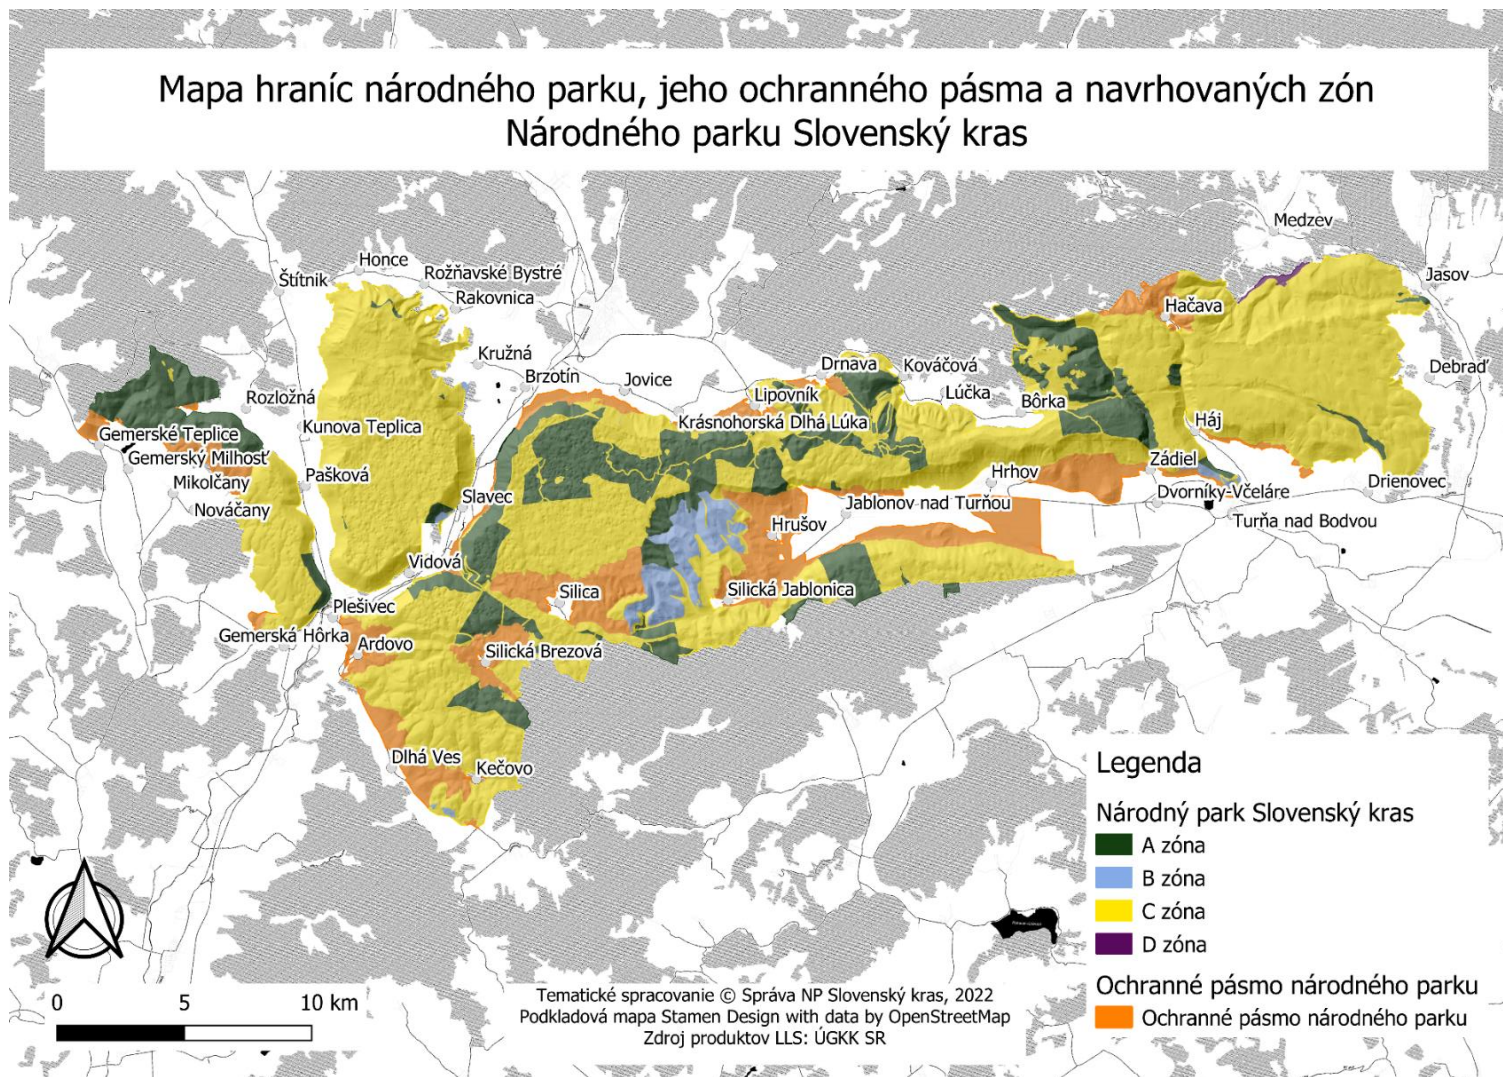 Mapa hraníc národného parku, jeho ochranného pásma a navrhovaných zón
Národného parku Slovenský kras
Medzev
Honce
Rožňavské Bystré
Štítnik
Rakovnica
Jasov
Hačava
Kružná
Brzotín
Jovice
Drnava
Kováčová
Debraď
Rozložná
Lipovník
Lúčka
Bôrka
Gemerské Teplice
Kunova Teplica
Krásnohorská Dlhá Lúka
Háj
Gemerský Milhosť
Pašková
Hrhov
Zádiel
Mikolčany
Drienovec
Slavec
Dvorníky-Včeláre
Nováčany
Jablonov nad Turňou
Hrušov
Turňa nad Bodvou
Vidová
Silica
Silická Jablonica
Plešivec
Gemerská Hôrka
Ardovo
Silická Brezová
Dlhá Ves
Kečovo
Legenda
Národný park Slovenský kras
A zóna
B zóna
C zóna
D zóna
Ochranné pásmo národného parku
Ochranné pásmo národného parku
0 5 10 km
Tematické spracovanie © Správa NP Slovenský kras, 2022
Podkladová mapa Stamen Design with data by OpenStreetMap
Zdroj produktov LLS: ÚGKK SR